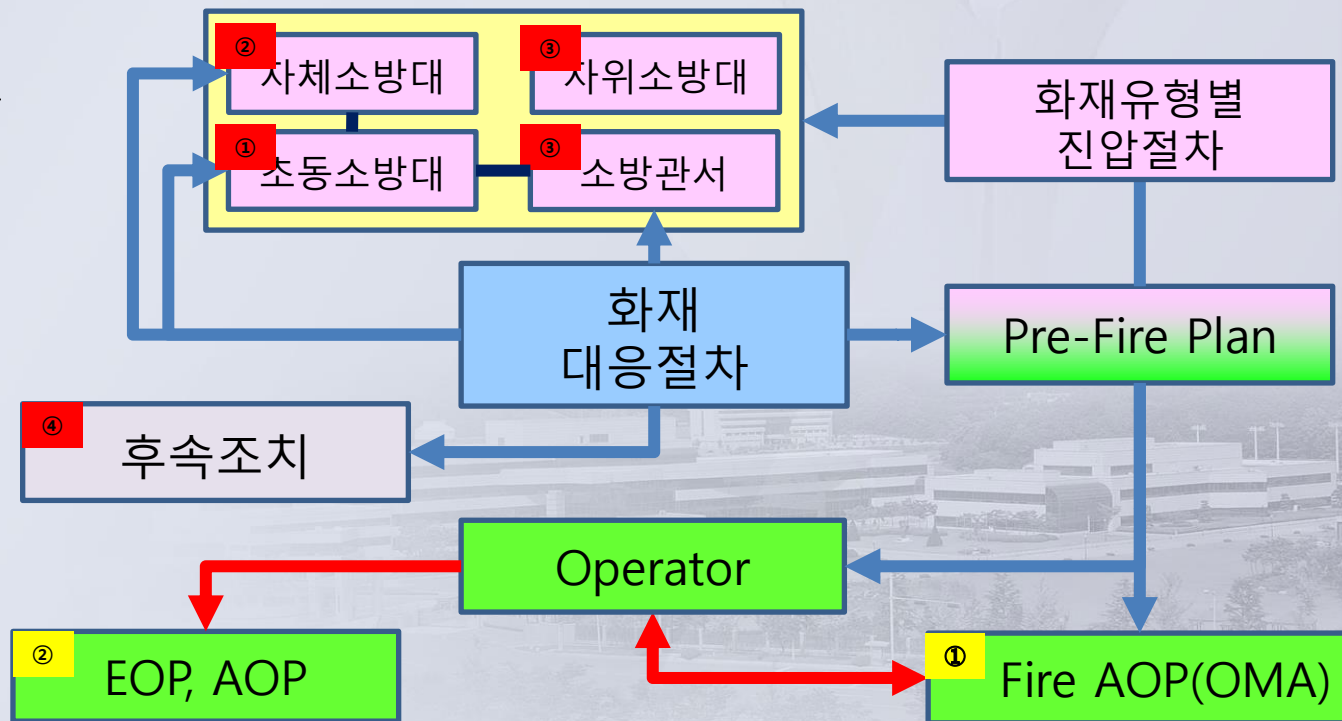 ②
자체소방대
③
자위소방대
①
초동소방대
③
소방관서
화재유형별
진압절차
화재
대응절차
Pre-Fire Plan
④
후속조치
Operator
②
EOP, AOP
①
Fire AOP(OMA)